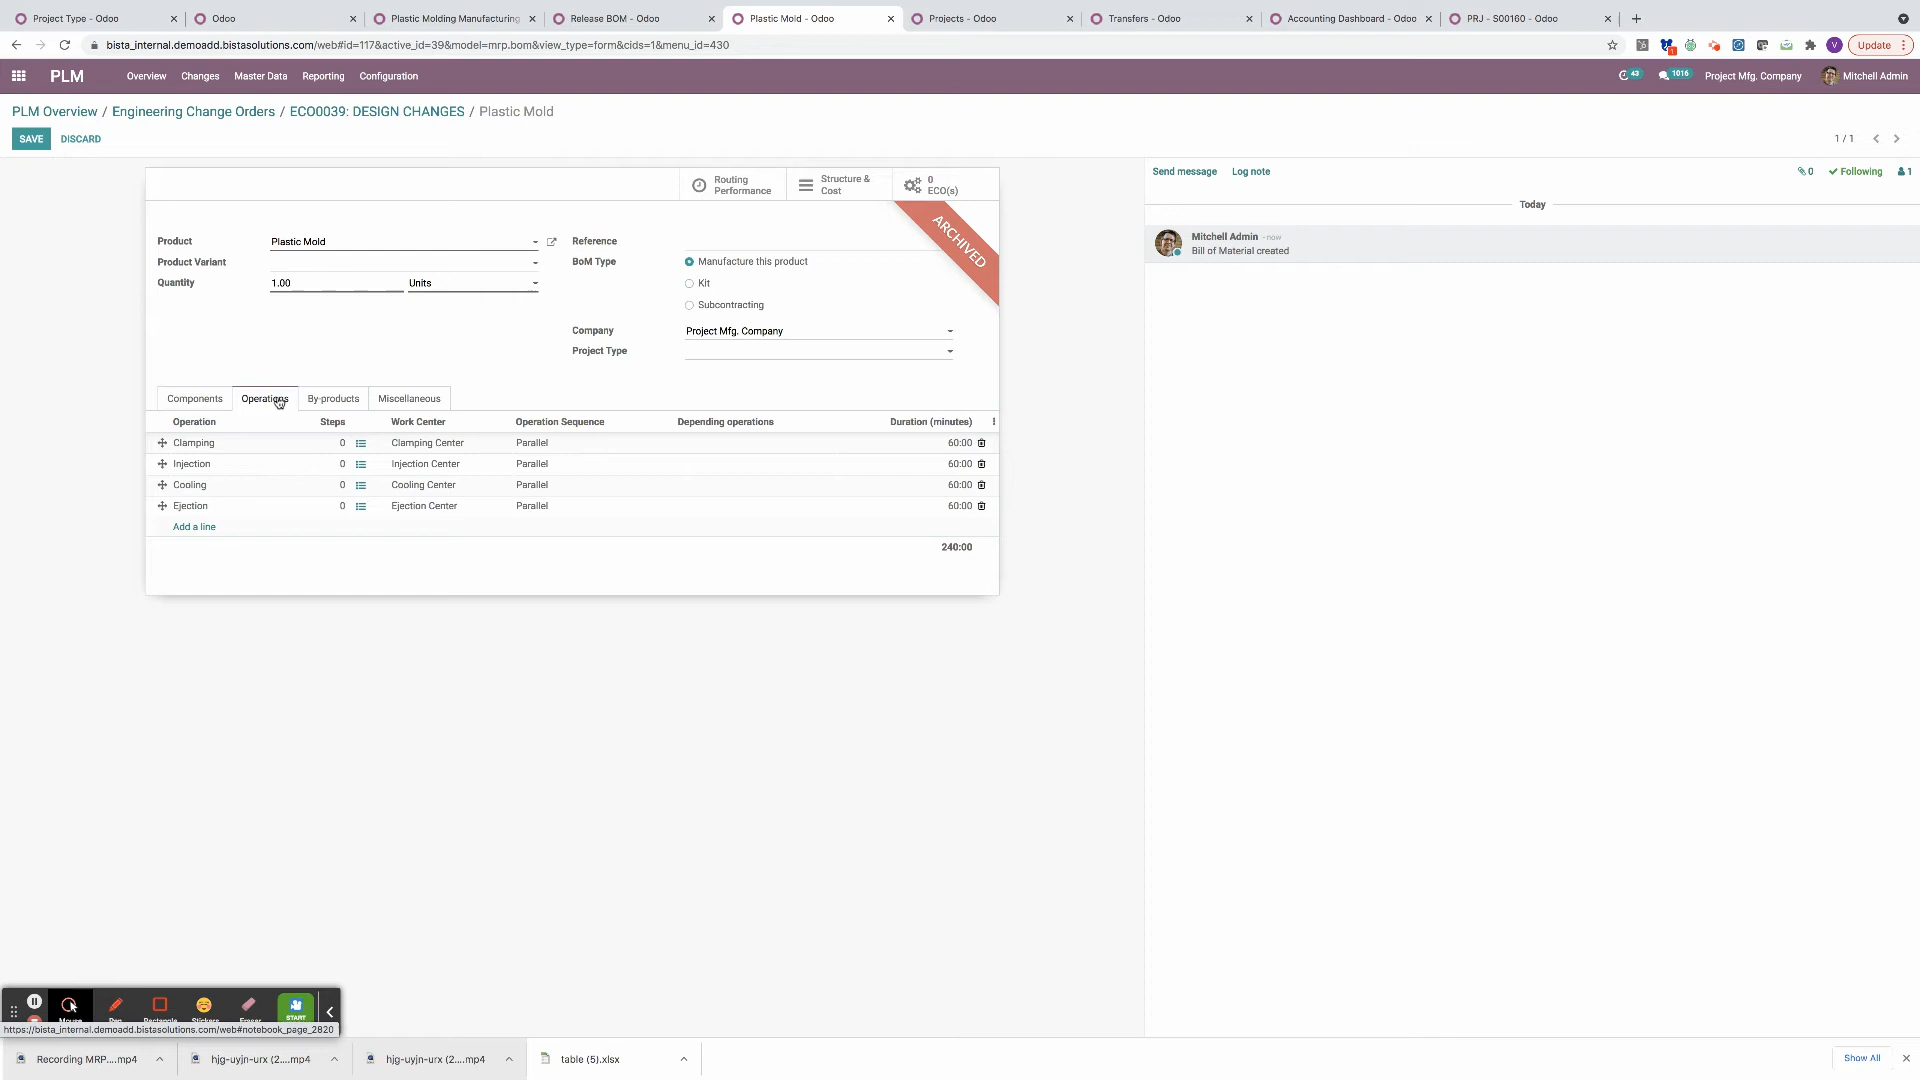 Project Type - Odoo
Odoo
Plastic Molding Manufacturing
Release BOM - Odoo
Plastic Mold - Odoo
Projects - Odoo
Transfers - Odoo
Accounting Dashboard - Odoo
PRJ - S00160 - Odoo
bista_internal.demoadd.bistasolutions.com/web#id=117&active_id=39&model=mrp.bom&view_type=form&cids=1&menu_id=430
1
V
Update
PLM
Overview
Changes
Master Data
Reporting
Configuration
43
1016
Project Mfg. Company
Mitchell Admin
PLM Overview / Engineering Change Orders / ECO0039: DESIGN CHANGES / Plastic Mold
SAVE
DISCARD
1 / 1
Routing Performance
Structure & Cost
0 ECO(s)
ARCHIVED
Send message
Log note
0
Following
1
Today
Mitchell Admin - now
Bill of Material created
Product
Plastic Mold
Product Variant
Quantity
1.00
Units
Reference
BoM Type
Manufacture this product
Kit
Subcontracting
Company
Project Mfg. Company
Project Type
Components
Operations
By-products
Miscellaneous
Operation Steps Work Center Operation Sequence Depending operations Duration (minutes)
Clamping 0 Clamping Center Parallel 60:00
Injection 0 Injection Center Parallel 60:00
Cooling 0 Cooling Center Parallel 60:00
Ejection 0 Ejection Center Parallel 60:00
Add a line
240:00
Mouse
Pen
Rectangle
Stickers
Eraser
START
https://bista_internal.demoadd.bistasolutions.com/web#notebook_page_2820
Recording MRP....mp4
hjg-uyjn-urx (2....mp4
hjg-uyjn-urx (2....mp4
table (5).xlsx
Show All